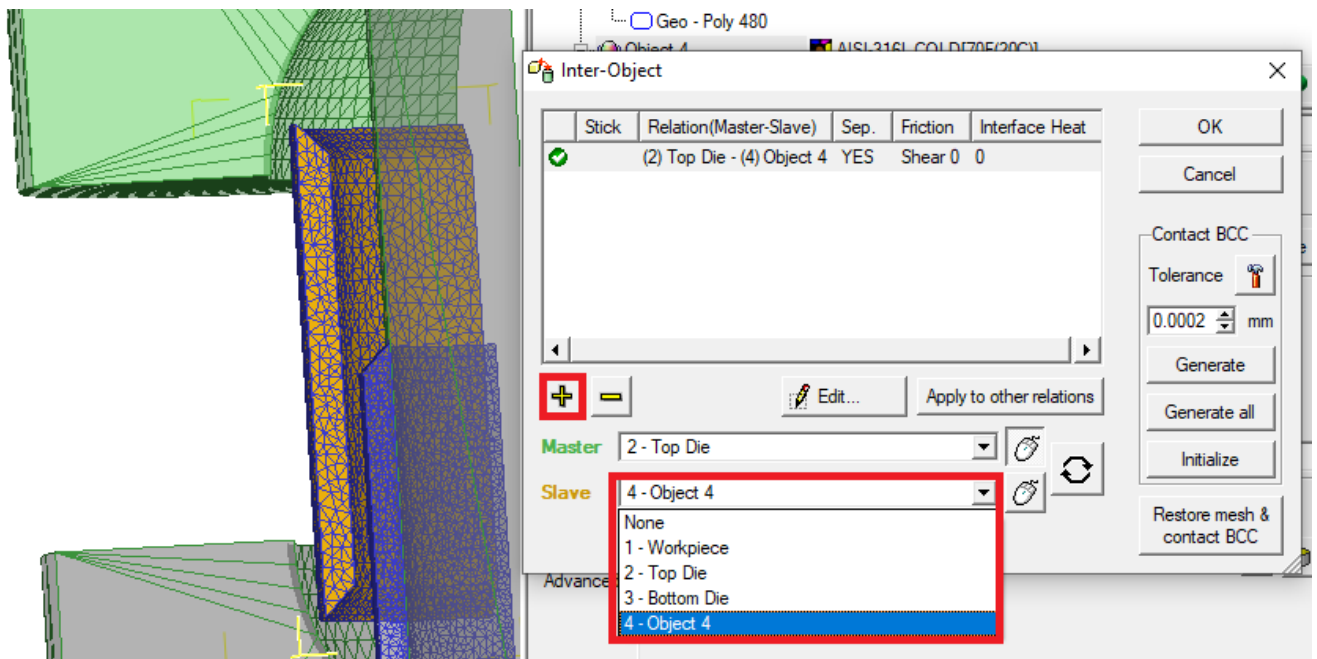 Geo - Poly 480
Object 4 AISI-316L COLD[70F(20C)]
Inter-Object
Stick Relation(Master-Slave) Sep. Friction Interface Heat
(2) Top Die - (4) Object 4 YES Shear 0 0
OK
Cancel
Contact BCC
Tolerance
0.0002 mm
Generate
Edit... Apply to other relations
Generate all
Master 2 - Top Die
Initialize
Slave 4 - Object 4
None
1 - Workpiece
2 - Top Die
3 - Bottom Die
4 - Object 4
Restore mesh &
contact BCC
Advance